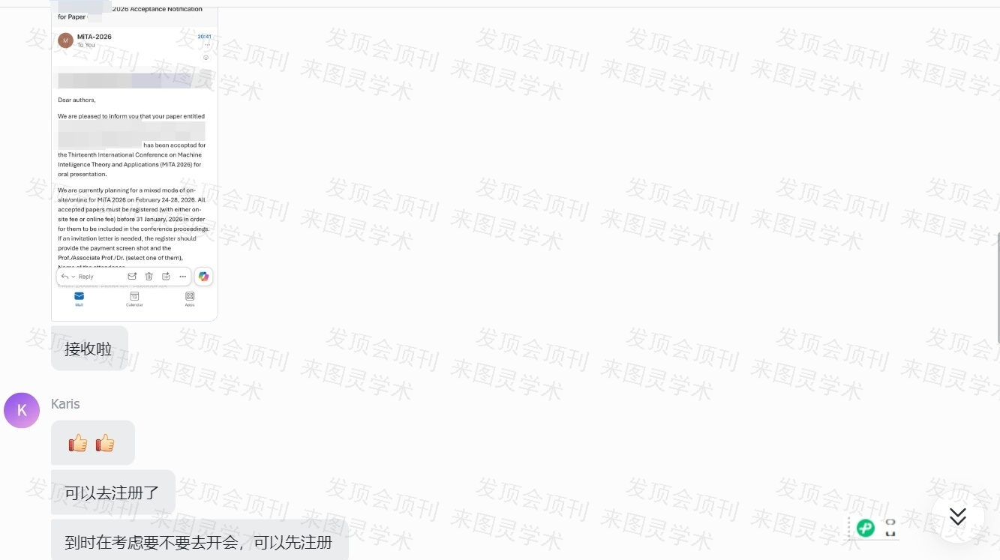 .2026 Acceptance Notification
for Paper
M
MiTA-2026
20:41
To You
Dear authors,
We are pleased to inform you that your paper entitled
has been accepted for
the Thirteenth International Conference on Machine
Intelligence Theory and Applications (MiTA 2026) for
oral presentation.
We are currently planning for a mixed mode of on-
site/online for MiTA 2026 on February 24-28, 2026. All
accepted papers must be registered (with either on-
site fee or online fee) before 31 January, 2026 in order
for them to be included in the conference proceedings.
If an invitation letter is needed, the register should
provide the payment screen shot and the
Prof./Associate Prof./Dr. (select one of them),
Name of the attendance
Reply
13
Mail
Calendar
Apps
接收啦
K
Karis
👍👍
可以去注册了
到时在考虑要不要去开会，可以先注册
发顶会顶刊
来图灵学术